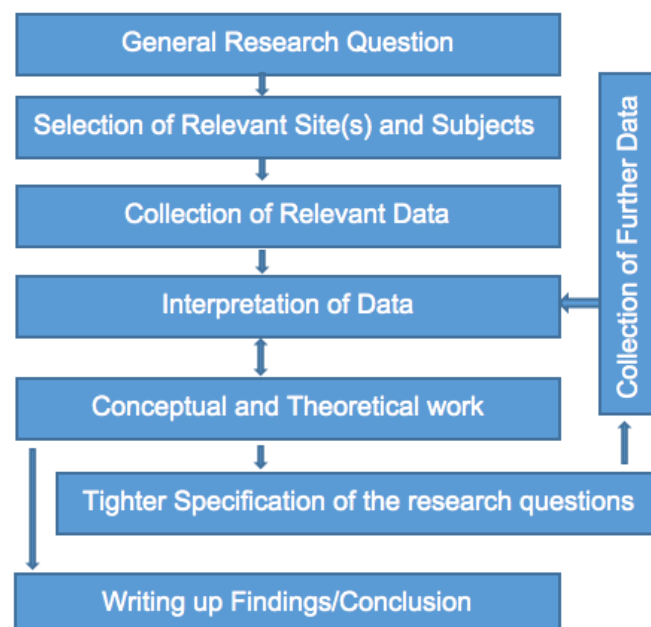 General Research Question
Selection of Relevant Site(s) and Subjects
Collection of Relevant Data
Interpretation of Data
Conceptual and Theoretical work
Tighter Specification of the research questions
Collection of Further Data
Writing up Findings/Conclusion